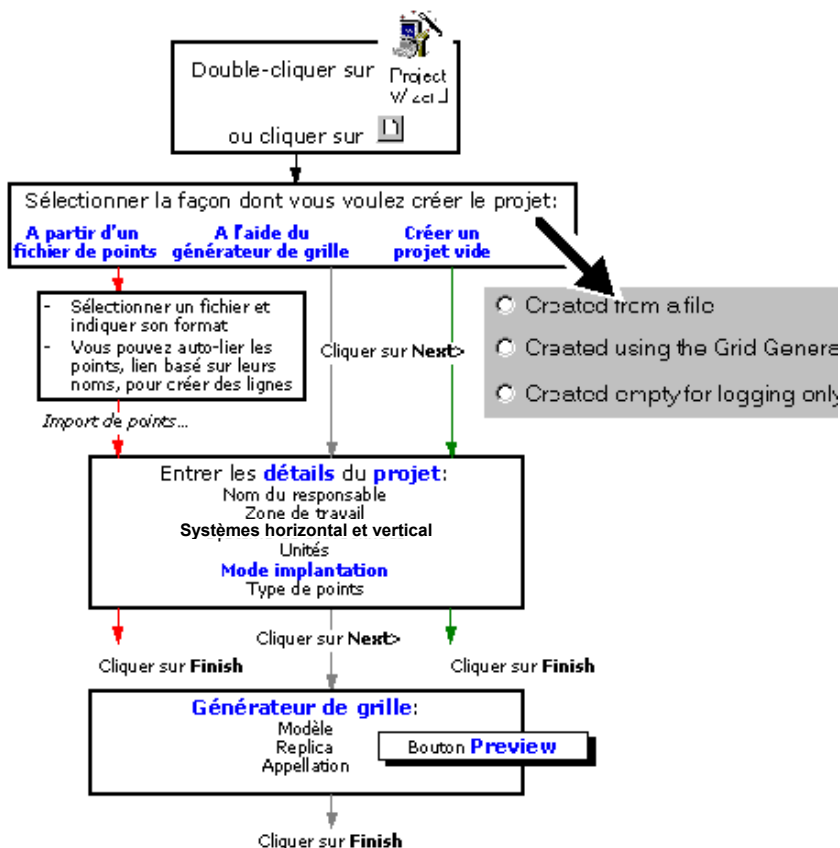 Double-cliquer sur
Project
Wizard
ou cliquer sur
Sélectionner la façon dont vous voulez créer le projet:
A partir d'un
fichier de points
A l'aide du
générateur de grille
Créer un
projet vide
- Sélectionner un fichier et
indiquer son format
- Vous pouvez auto-lier les
points, lien basé sur leurs
noms, pour créer des lignes
Cliquer sur Next>
Created from a file
Created using the Grid Genera
Created empty for logging only
Import de points...
Entrer les détails du projet:
Nom du responsable
Zone de travail
Systèmes horizontal et vertical
Unités
Mode implantation
Type de points
Cliquer sur Next>
Cliquer sur Finish
Cliquer sur Finish
Générateur de grille:
Modèle
Replica
Appellation
Bouton Preview
Cliquer sur Finish